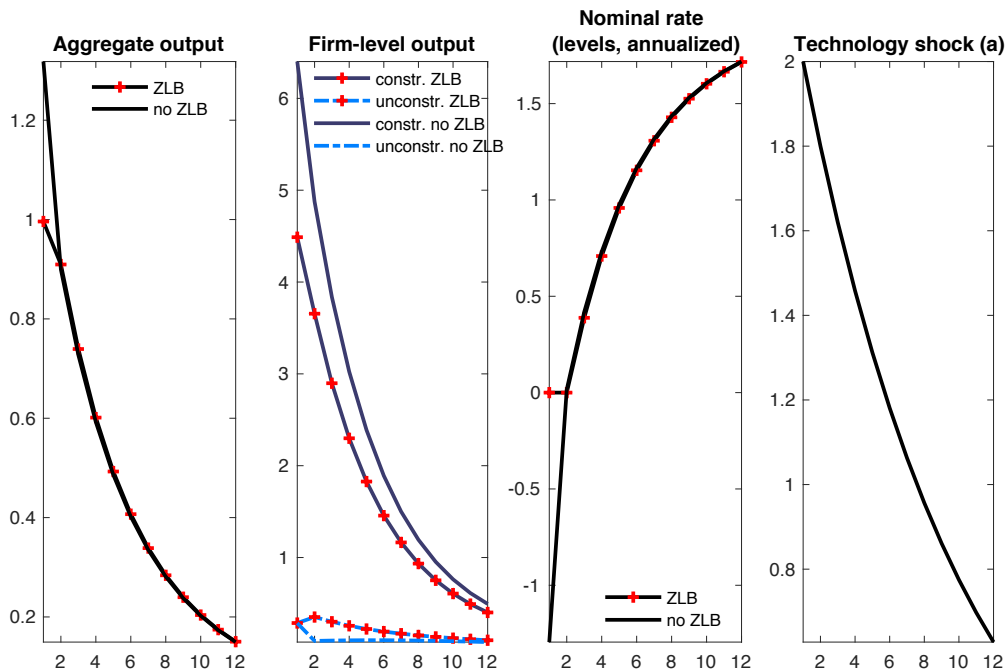 Aggregate output
ZLB
no ZLB
1.2
1
0.8
0.6
0.4
0.2
2 4 6 8 10 12
Firm-level output
constr. ZLB
unconstr. ZLB
constr. no ZLB
unconstr. no ZLB
6
5
4
3
2
1
2 4 6 8 10 12
Nominal rate
(levels, annualized)
1.5
1
0.5
0
-0.5
-1
ZLB
no ZLB
2 4 6 8 10 12
Technology shock (a)
2
1.8
1.6
1.4
1.2
1
0.8
2 4 6 8 10 12